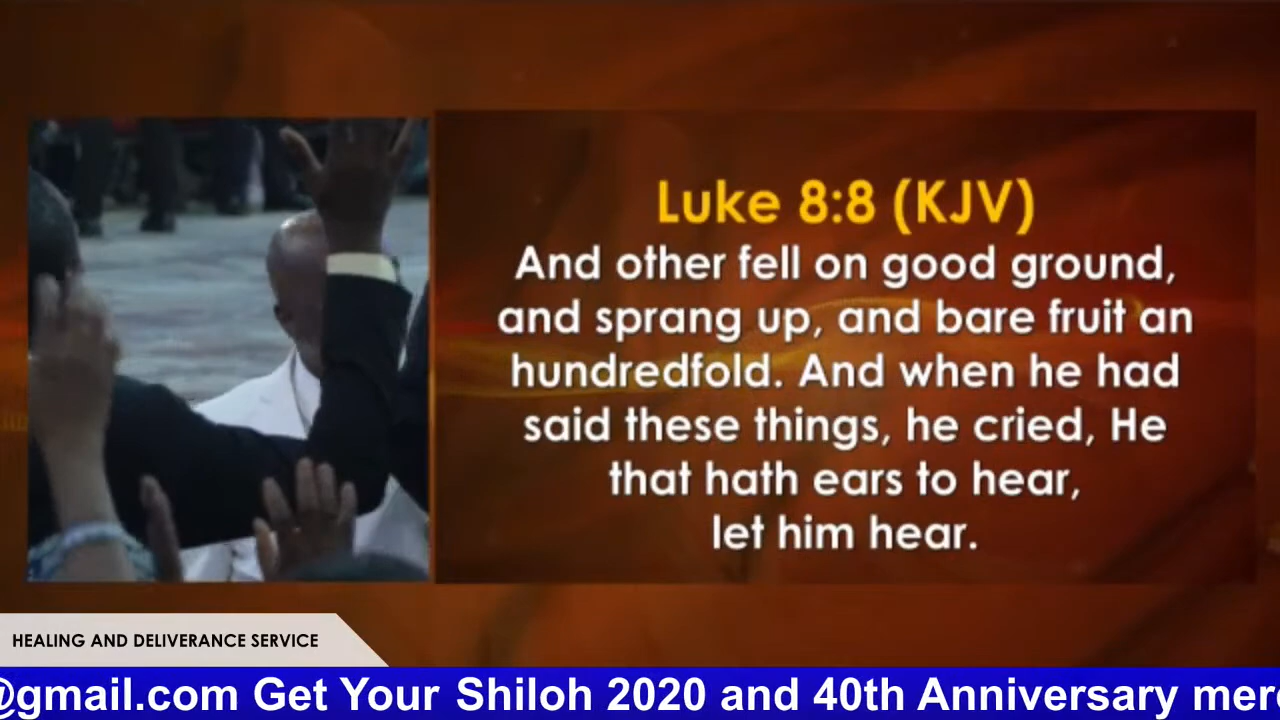 Luke 8:8 (KJV)
And other fell on good ground,
and sprang up, and bare fruit an
hundredfold. And when he had
said these things, he cried, He
that hath ears to hear,
let him hear.
HEALING AND DELIVERANCE SERVICE
@gmail.com Get Your Shiloh 2020 and 40th Anniversary